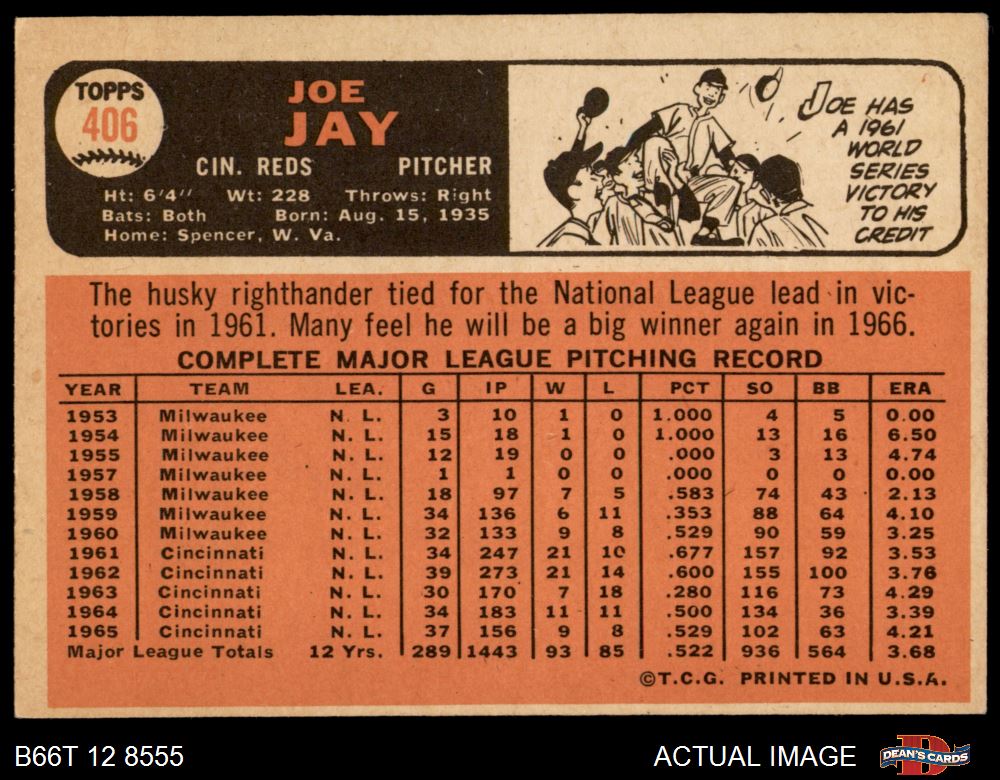 TOPPS
406
JOE
JAY
CIN. REDS PITCHER
Ht: 6'4" Wt: 228 Throws: Right
Bats: Both Born: Aug. 15, 1935
Home: Spencer, W. Va.
JOE HAS
A 1961
WORLD
SERIES
VICTORY
TO HIS
CREDIT
The husky righthander tied for the National League lead in vic-
tories in 1961. Many feel he will be a big winner again in 1966.
COMPLETE MAJOR LEAGUE PITCHING RECORD
YEAR TEAM LEA. G IP W L PCT SO BB ERA
1953 Milwaukee N. L. 3 10 1 0 1.000 4 5 0.00
1954 Milwaukee N. L. 15 18 1 0 1.000 13 16 6.50
1955 Milwaukee N. L. 12 19 0 0 .000 3 13 4.74
1957 Milwaukee N. L. 1 1 0 0 .000 0 0 0.00
1958 Milwaukee N. L. 18 97 7 5 .583 74 43 2.13
1959 Milwaukee N. L. 34 136 6 11 .353 88 64 4.10
1960 Milwaukee N. L. 32 133 9 8 .529 90 59 3.25
1961 Cincinnati N. L. 34 247 21 10 .677 157 92 3.53
1962 Cincinnati N. L. 39 273 21 14 .600 155 100 3.76
1963 Cincinnati N. L. 30 170 7 18 .280 116 73 4.29
1964 Cincinnati N. L. 34 183 11 11 .500 134 36 3.39
1965 Cincinnati N. L. 37 156 9 8 .529 102 63 4.21
Major League Totals 12 Yrs. 289 1443 93 85 .522 936 564 3.68
©T.C.G. PRINTED IN U.S.A.
B66T 12 8555 ACTUAL IMAGE DEAN'S CARDS